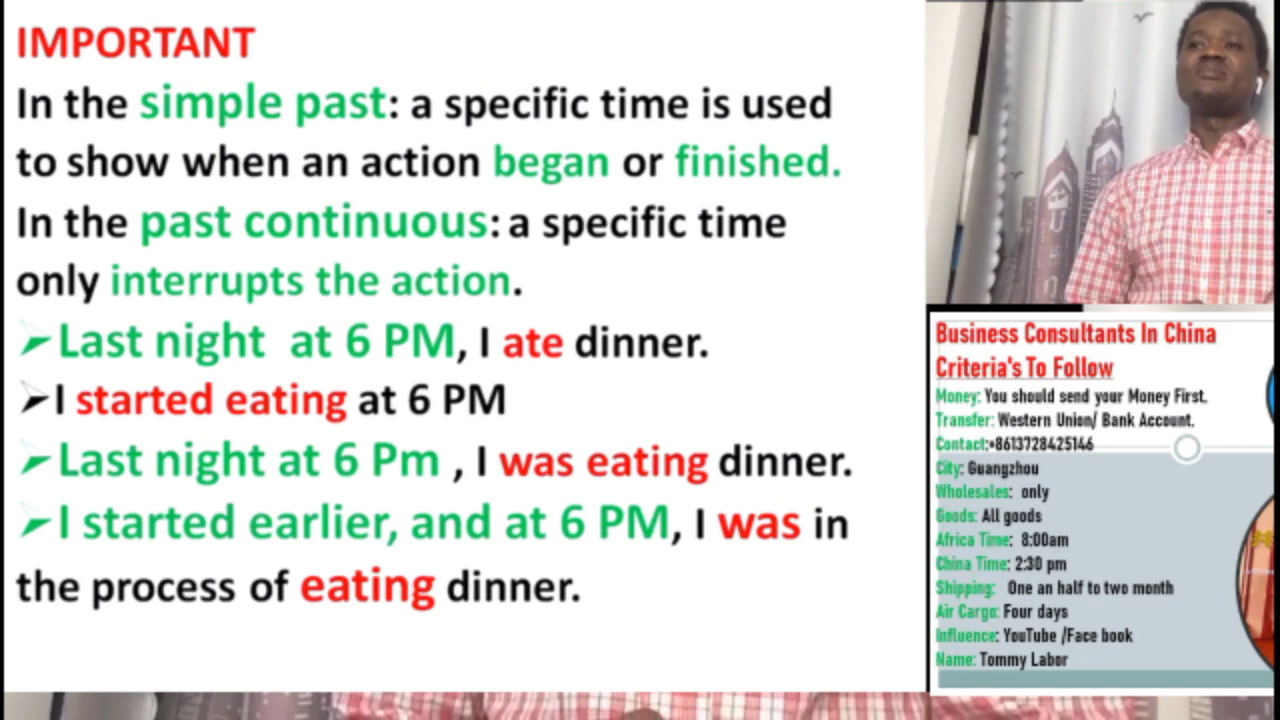 IMPORTANT
In the simple past: a specific time is used
to show when an action began or finished.
In the past continuous: a specific time
only interrupts the action.
Last night at 6 PM, I ate dinner.
I started eating at 6 PM
Last night at 6 Pm , I was eating dinner.
I started earlier, and at 6 PM, I was in
the process of eating dinner.
Business Consultants In China
Criteria's To Follow
Money: You should send your Money First.
Transfer: Western Union/ Bank Account.
Contact:+8613728425146
City: Guangzhou
Wholesales: only
Goods: All goods
Africa Time: 8:00am
China Time: 2:30 pm
Shipping: One an half to two month
Air Cargo: Four days
Influence: YouTube /Face book
Name: Tommy Labor